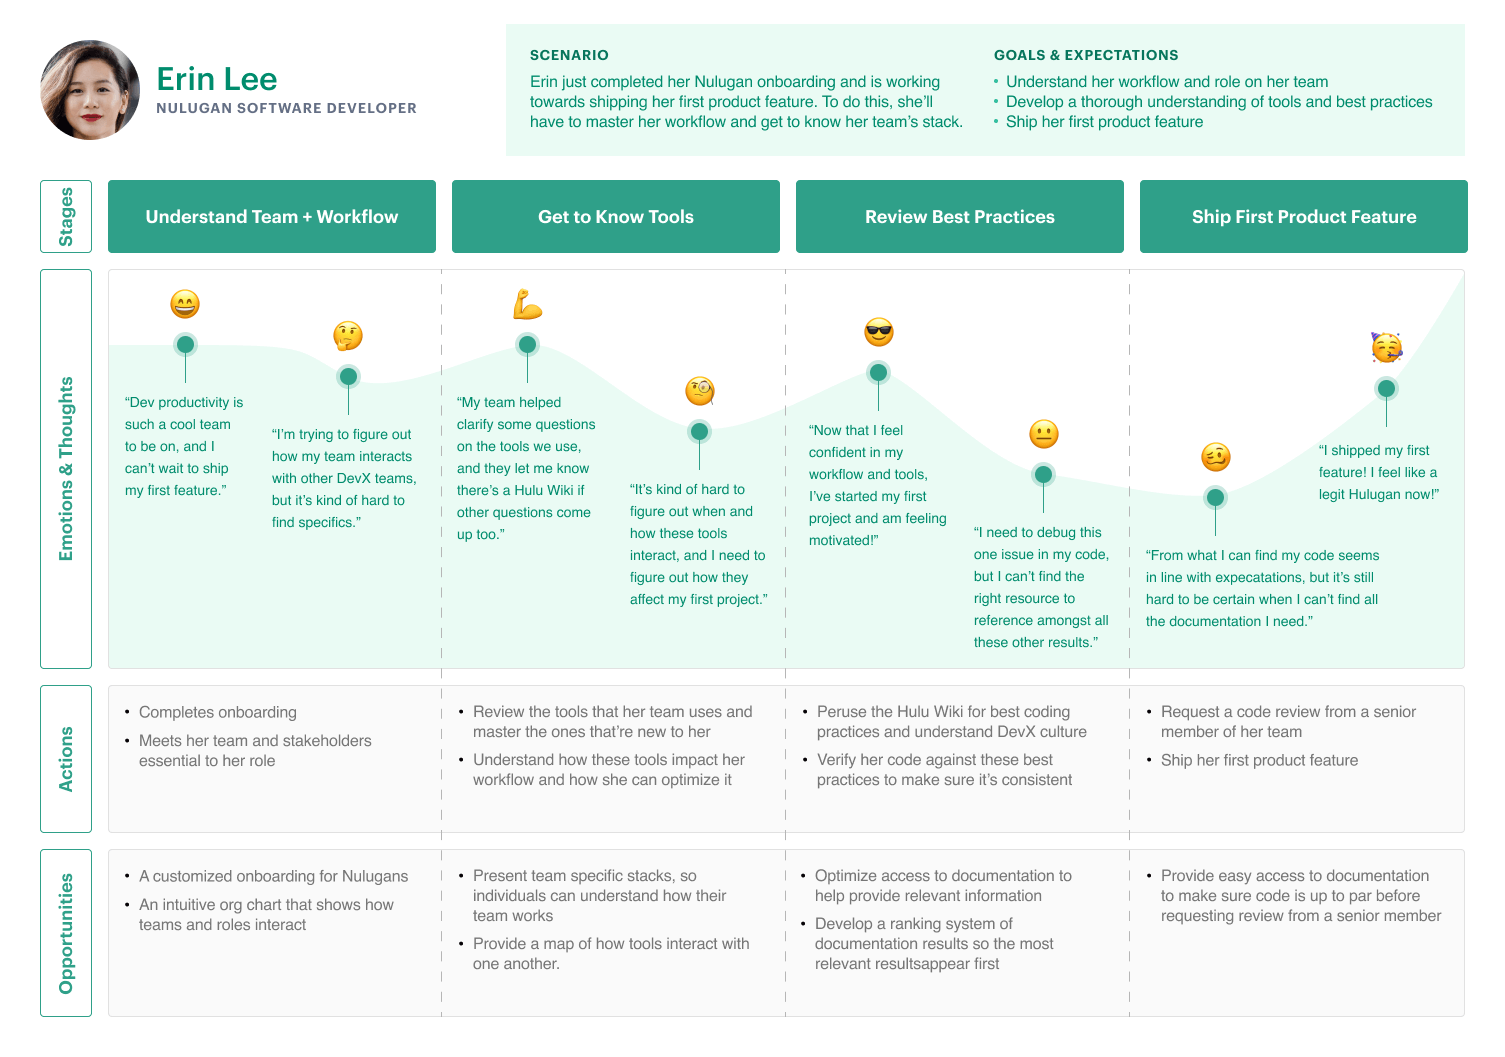 Erin Lee
NULUGAN SOFTWARE DEVELOPER
SCENARIO
Erin just completed her Nulugan onboarding and is working
towards shipping her first product feature. To do this, she’ll
have to master her workflow and get to know her team’s stack.
GOALS & EXPECTATIONS
• Understand her workflow and role on her team
• Develop a thorough understanding of tools and best practices
• Ship her first product feature
Stages
Understand Team + Workflow
Get to Know Tools
Review Best Practices
Ship First Product Feature
Emotions & Thoughts
“Dev productivity is
such a cool team
to be on, and I
can’t wait to ship
my first feature.”
“I’m trying to figure out
how my team interacts
with other DevX teams,
but it’s kind of hard to
find specifics.”
“My team helped
clarify some questions
on the tools we use,
and they let me know
there’s a Hulu Wiki if
other questions come
up too.”
“It’s kind of hard to
figure out when and
how these tools
interact, and I need to
figure out how they
affect my first project.”
“Now that I feel
confident in my
workflow and tools,
I’ve started my first
project and am feeling
motivated!”
“I need to debug this
one issue in my code,
but I can’t find the
right resource to
reference amongst all
these other results.”
“From what I can find my code seems
in line with expecatations, but it’s still
hard to be certain when I can’t find all
the documentation I need.”
“I shipped my first
feature! I feel like a
legit Hulugan now!”
Actions
• Completes onboarding
• Meets her team and stakeholders
essential to her role
• Review the tools that her team uses and
master the ones that’re new to her
• Understand how these tools impact her
workflow and how she can optimize it
• Peruse the Hulu Wiki for best coding
practices and understand DevX culture
• Verify her code against these best
practices to make sure it’s consistent
• Request a code review from a senior
member of her team
• Ship her first product feature
Opportunities
• A customized onboarding for Nulugans
• An intuitive org chart that shows how
teams and roles interact
• Present team specific stacks, so
individuals can understand how their
team works
• Provide a map of how tools interact with
one another.
• Optimize access to documentation to
help provide relevant information
• Develop a ranking system of
documentation results so the most
relevant resultsappear first
• Provide easy access to documentation
to make sure code is up to par before
requesting review from a senior member